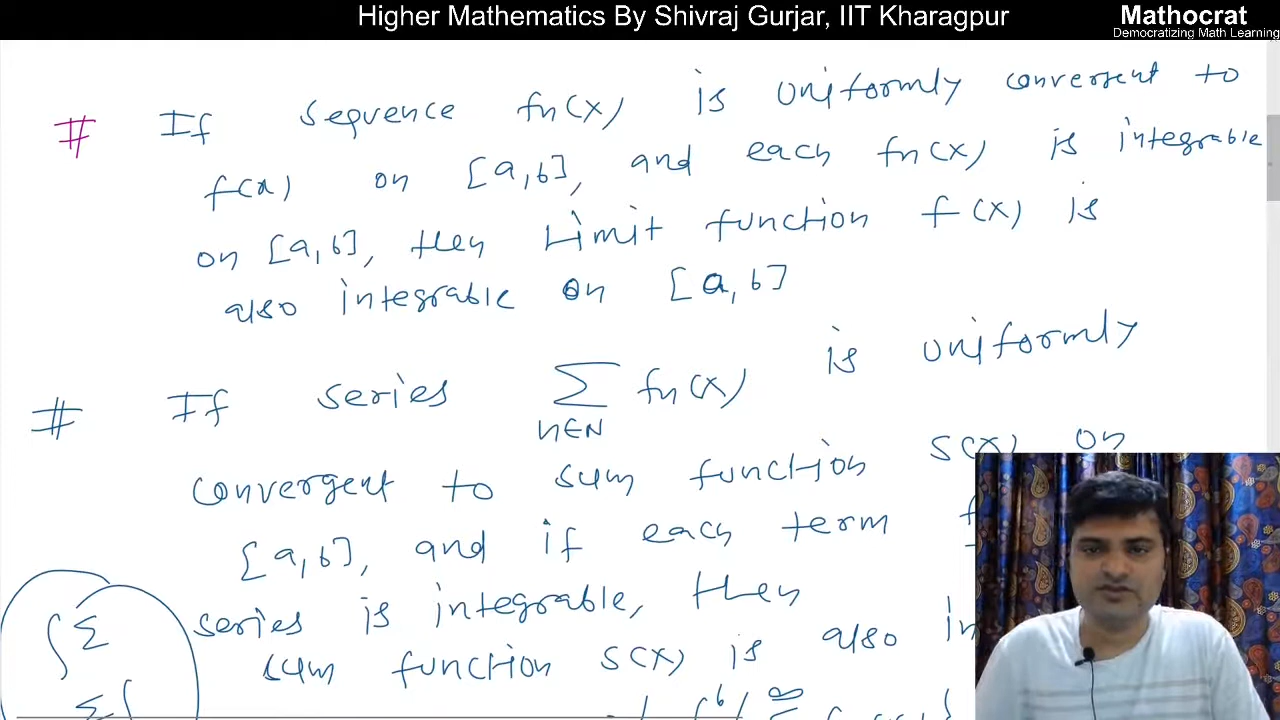 Higher Mathematics By Shivraj Gurjar, IIT Kharagpur
Mathocrat
Democratizing Math Learning
# If sequence fn(x) is uniformly convergent to
f(x) on [a,b], and each fn(x) is integrable
on [a,b], then limit function f(x) is
also integrable on [a,b]
# If series ∑ fn(x) is uniformly
n∈N
convergent to sum function s(x) on
[a,b], and if each term
series is integrable, then
sum function s(x) is also in
∫∑
∑∫